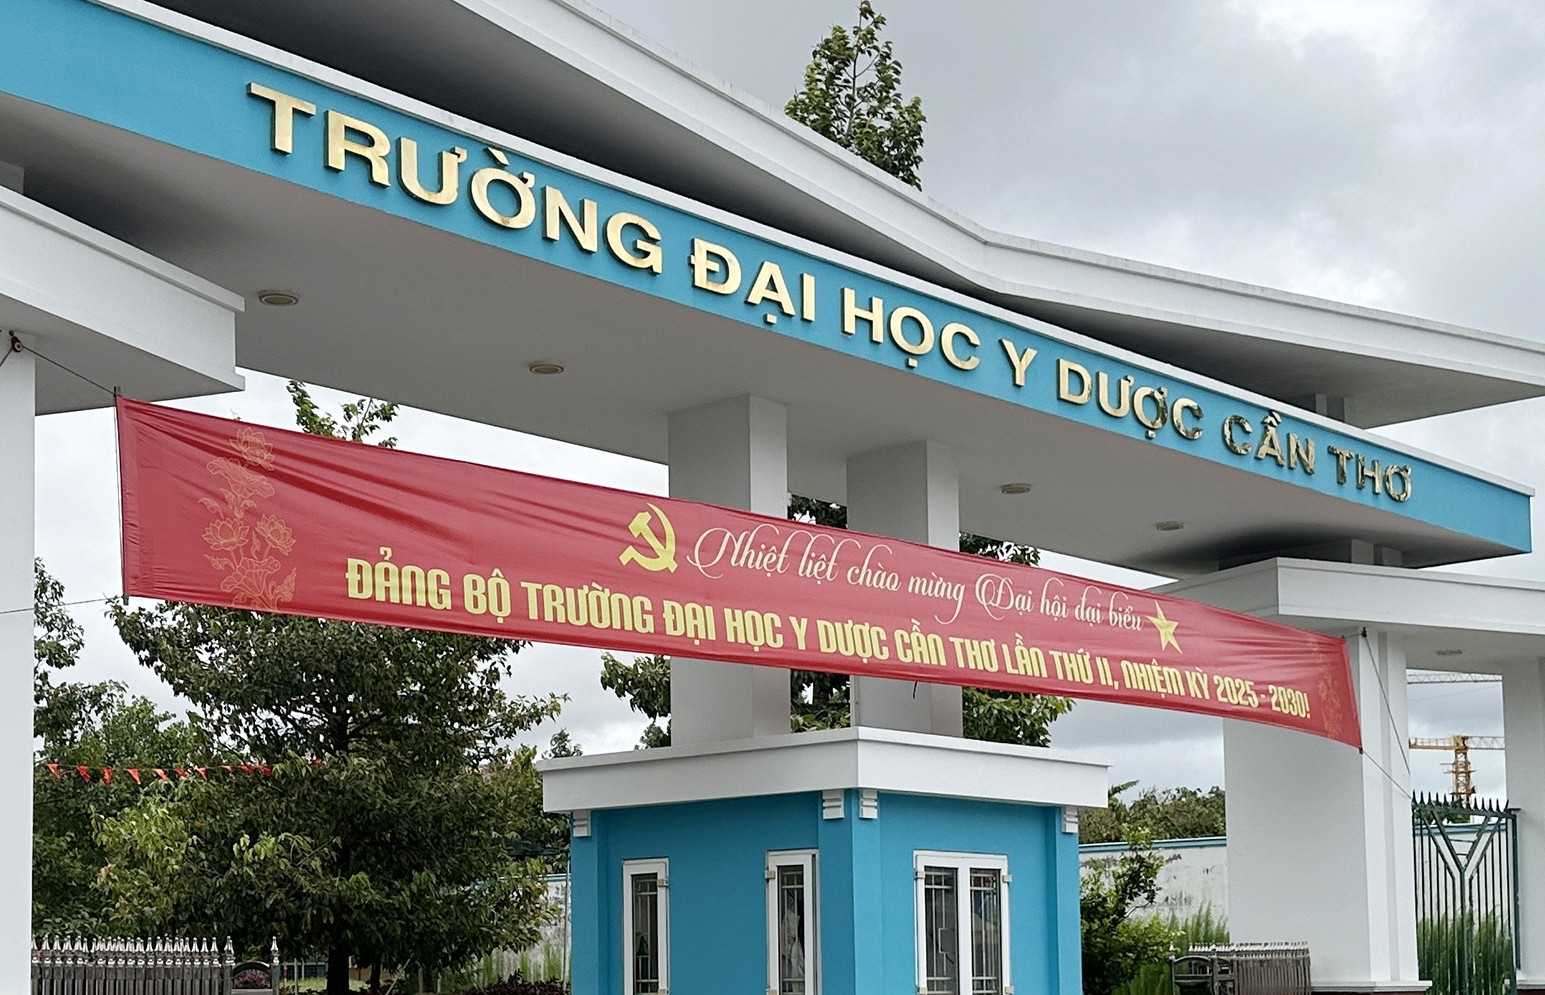 TRƯỜNG ĐẠI HỌC Y DƯỢC CẦN THƠ
Nhiệt liệt chào mừng Đại hội đại biểu
ĐẢNG BỘ TRƯỜNG ĐẠI HỌC Y DƯỢC CẦN THƠ LẦN THỨ II, NHIỆM KỲ 2025 - 2030!